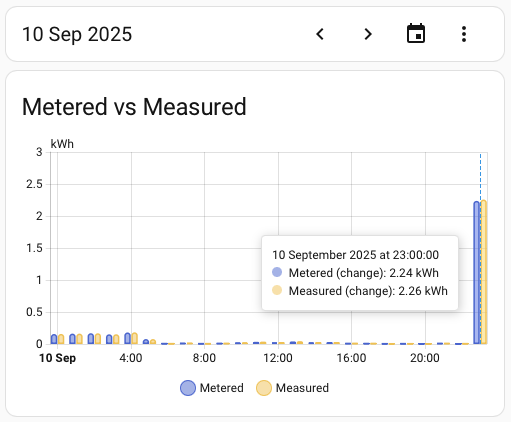 10 Sep 2025
Metered vs Measured
kWh
3
2.5
2
1.5
1
0.5
0
10 September 2025 at 23:00:00
Metered (change): 2.24 kWh
Measured (change): 2.26 kWh
10 Sep 4:00 8:00 12:00 16:00 20:00
Metered Measured